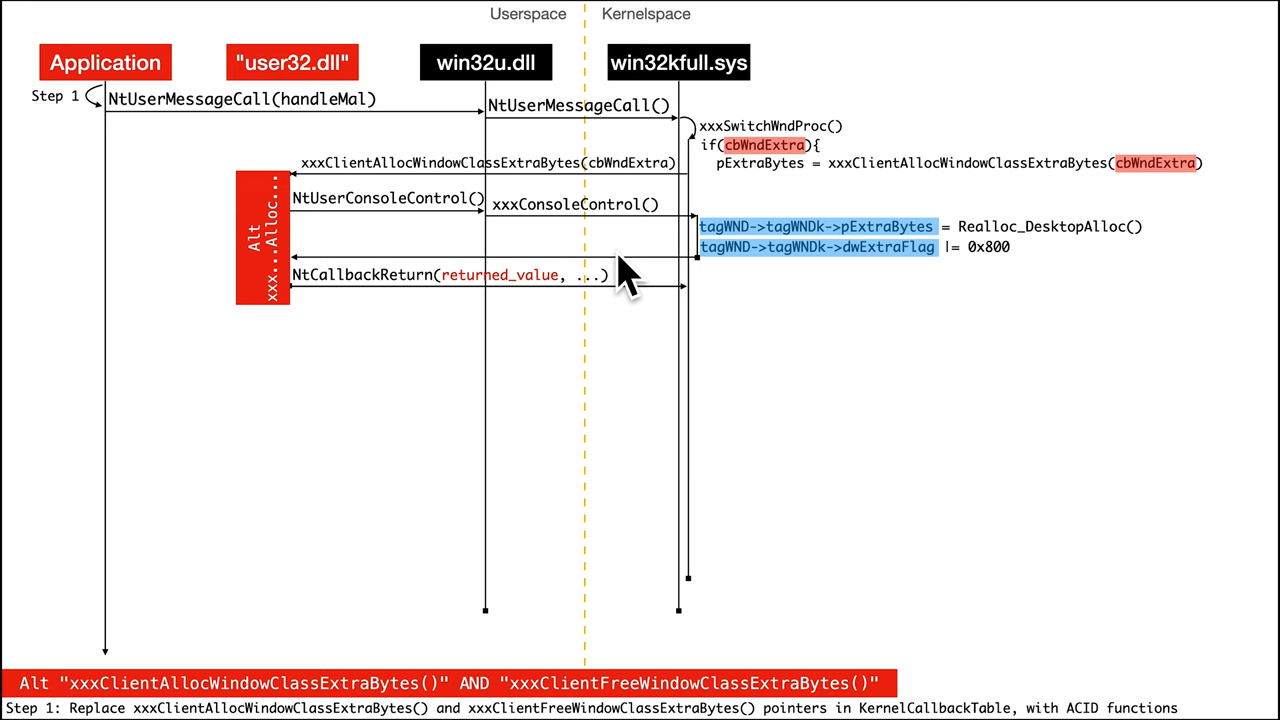 Userspace
Kernelspace
Application
"user32.dll"
win32u.dll
win32kfull.sys
Step 1
NtUserMessageCall(handleMal)
NtUserMessageCall()
xxxSwitchWndProc()
if(cbWndExtra){
pExtraBytes = xxxClientAllocWindowClassExtraBytes(cbWndExtra)
xxxClientAllocWindowClassExtraBytes(cbWndExtra)
Alt
xxx...Alloc...
NtUserConsoleControl()
xxxConsoleControl()
tagWND->tagWNDk->pExtraBytes = Realloc_DesktopAlloc()
tagWND->tagWNDk->dwExtraFlag |= 0x800
NtCallbackReturn(returned_value, ...)
Alt "xxxClientAllocWindowClassExtraBytes()" AND "xxxClientFreeWindowClassExtraBytes()"
Step 1: Replace xxxClientAllocWindowClassExtraBytes() and xxxClientFreeWindowClassExtraBytes() pointers in KernelCallbackTable, with ACID functions